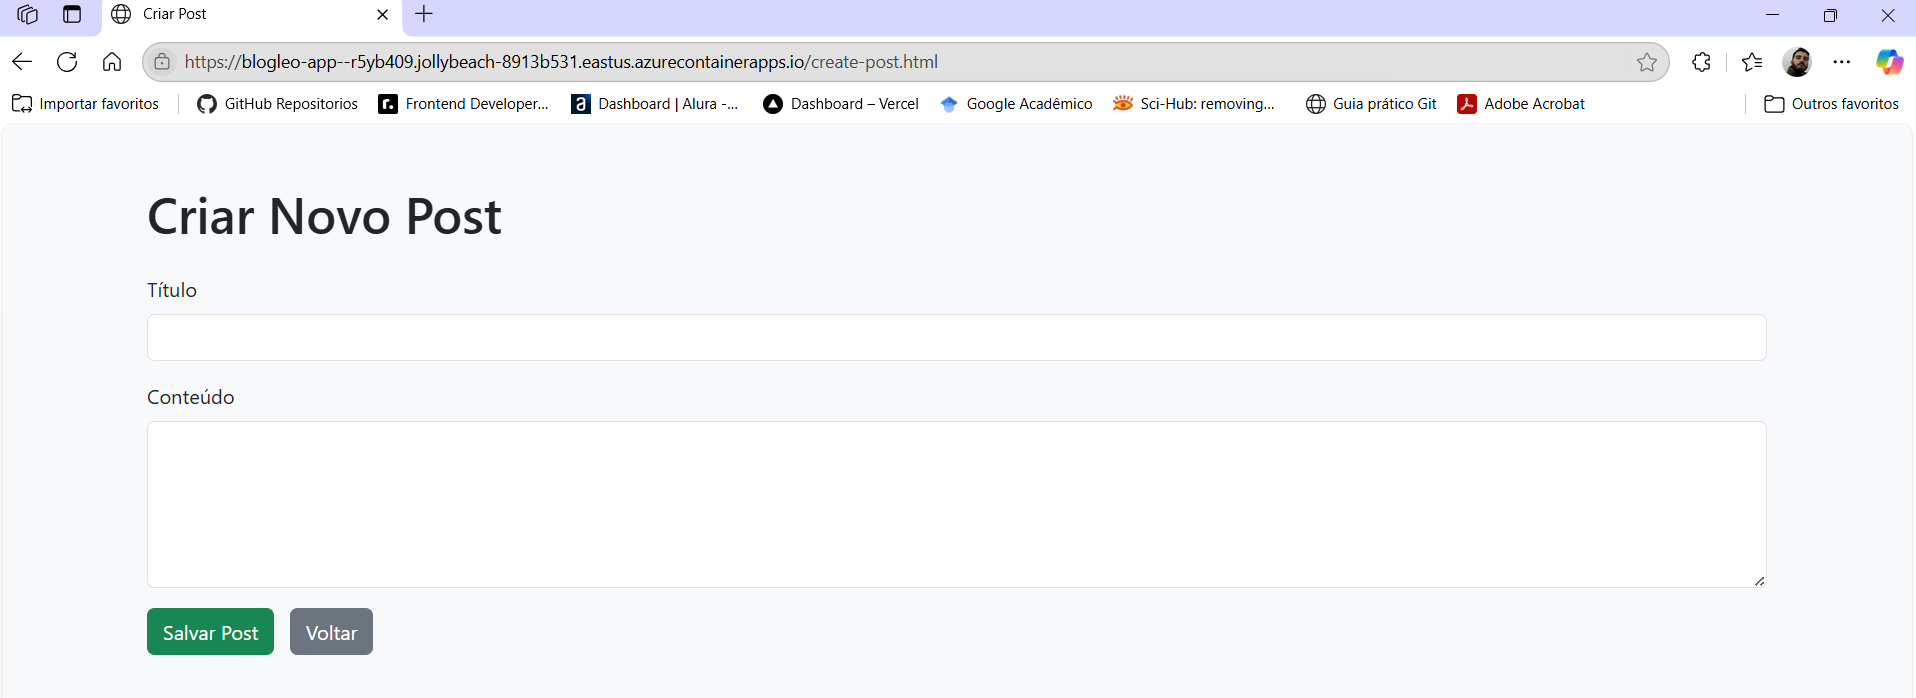 Criar Post
https://blogleo-app--r5yb409.jollybeach-8913b531.eastus.azurecontainerapps.io/create-post.html
Importar favoritos GitHub Repositorios Frontend Developer... Dashboard | Alura -... Dashboard – Vercel Google Acadêmico Sci-Hub: removing... Guia prático Git Adobe Acrobat Outros favoritos
Criar Novo Post
Título
Conteúdo
Salvar Post Voltar